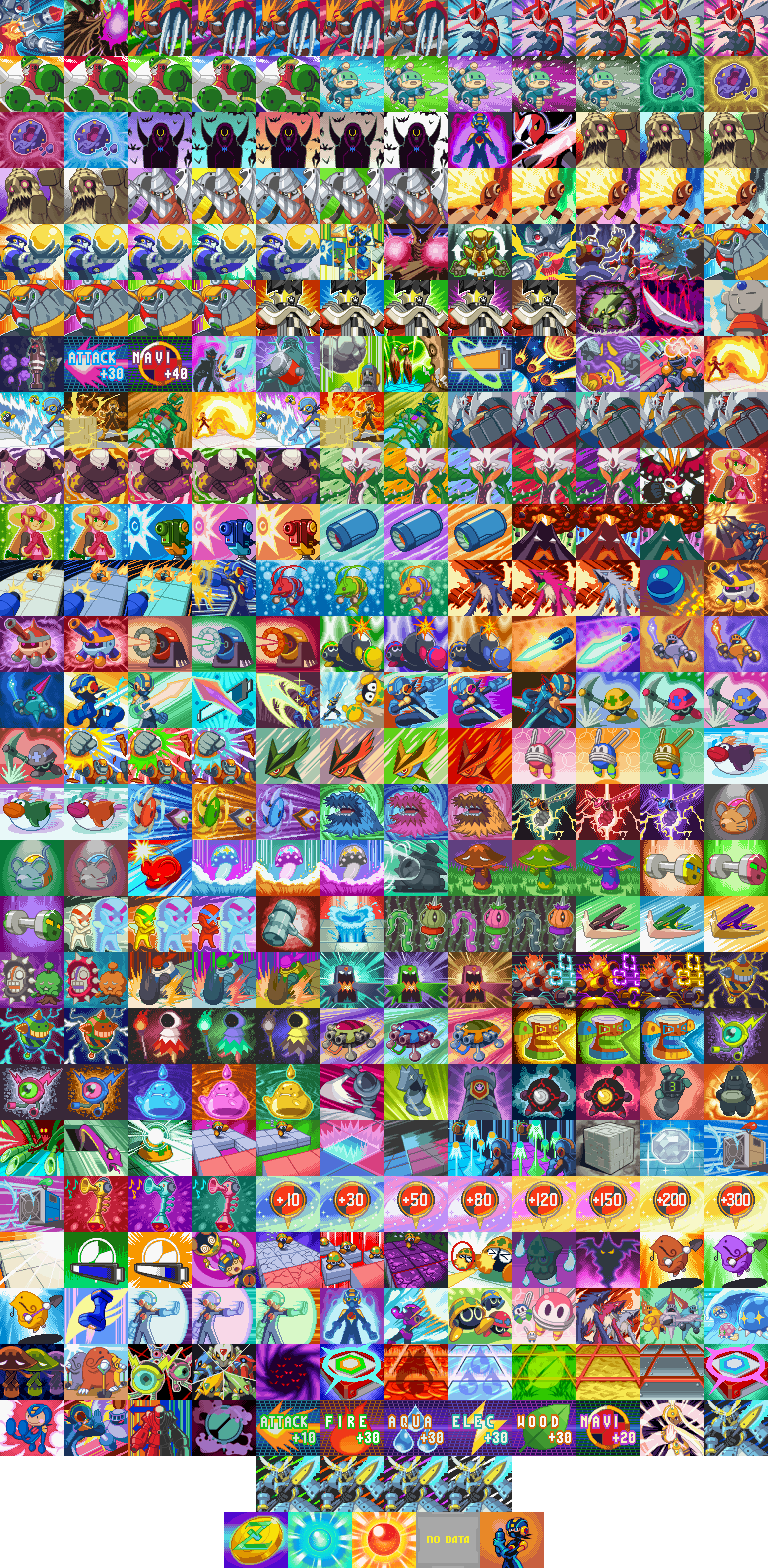 ATTACK +30
NAVI +40
+10
+30
+50
+80
+120
+150
+200
+300
ATTACK +10
FIRE +30
AQUA +30
ELEC +30
WOOD +30
NAVI +20
NO DATA